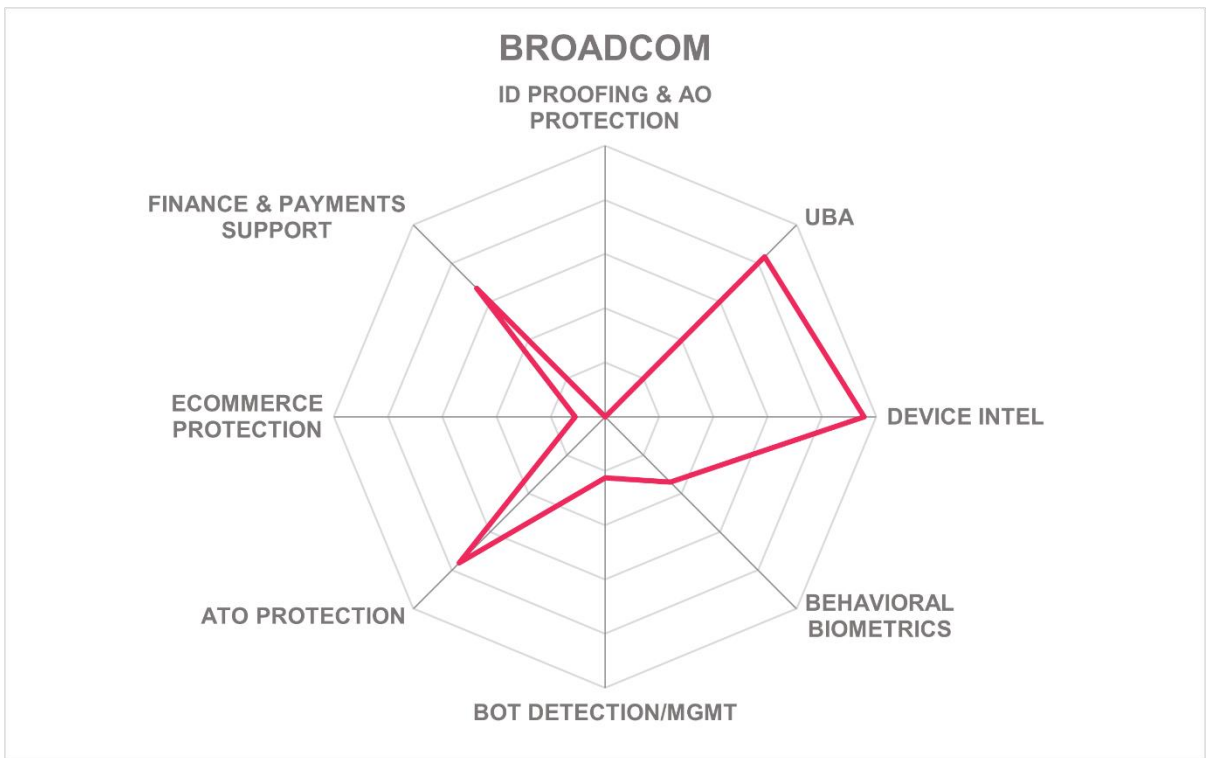 BROADCOM
ID PROOFING & AO
PROTECTION
UBA
DEVICE INTEL
BEHAVIORAL
BIOMETRICS
BOT DETECTION/MGMT
ATO PROTECTION
ECOMMERCE
PROTECTION
FINANCE & PAYMENTS
SUPPORT